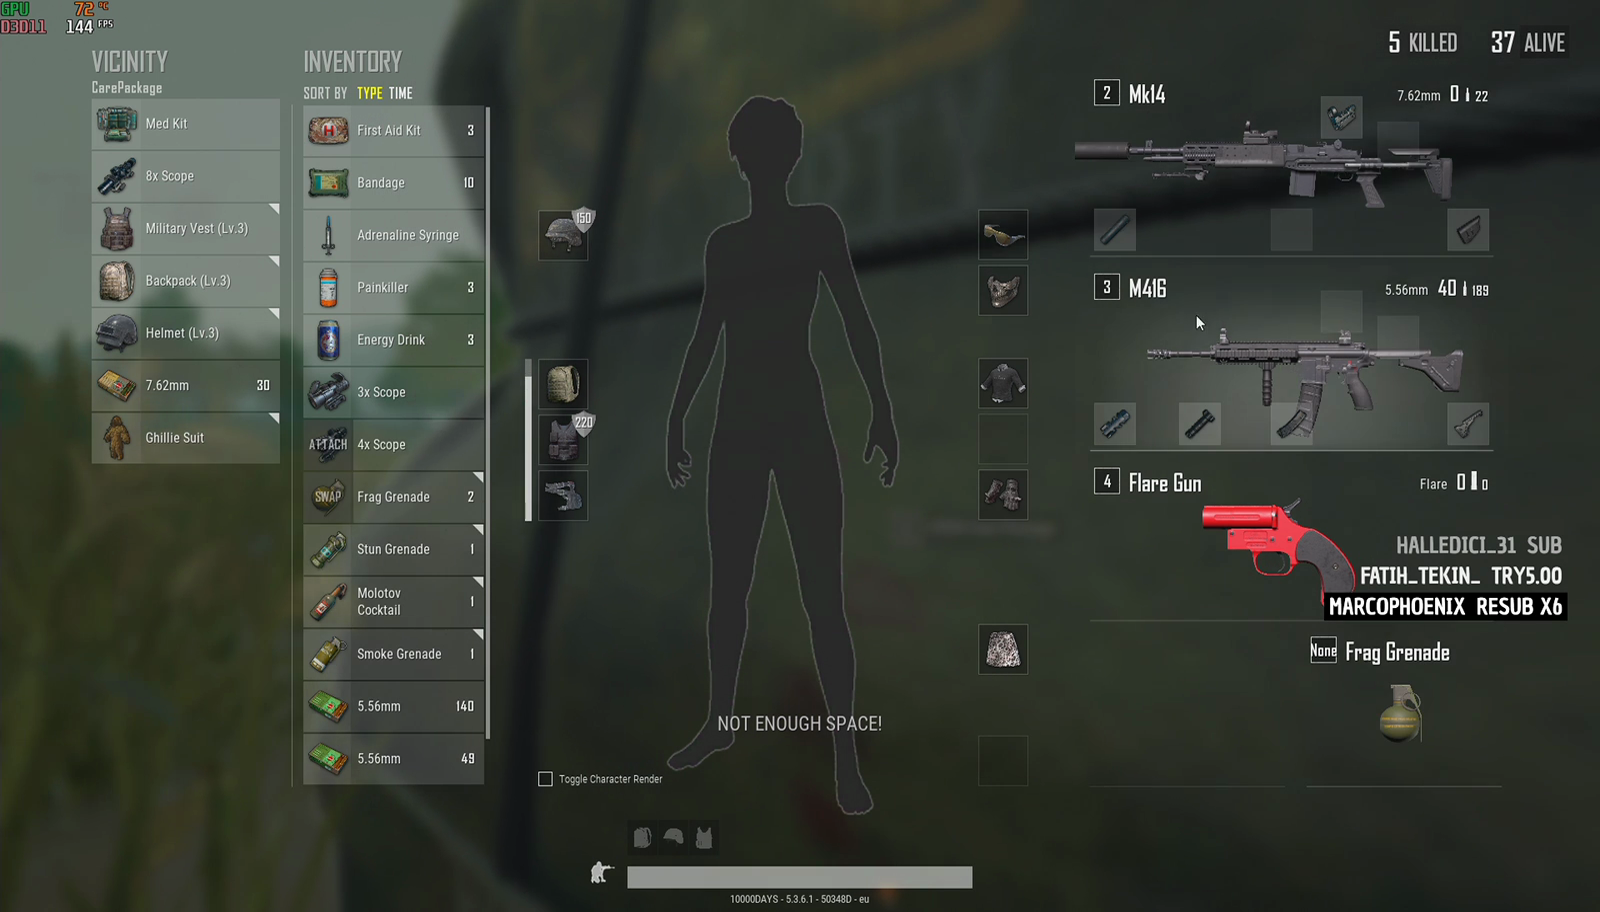 GPU 72 °C
D3D11 144 FPS
5 KILLED 37 ALIVE
VICINITY
CarePackage
Med Kit
8x Scope
Military Vest (Lv.3)
Backpack (Lv.3)
Helmet (Lv.3)
7.62mm 30
Ghillie Suit
INVENTORY
SORT BY TYPE TIME
First Aid Kit 3
Bandage 10
Adrenaline Syringe
Painkiller 3
Energy Drink 3
3x Scope
ATTACH 4x Scope
SWAP Frag Grenade 2
Stun Grenade 1
Molotov
Cocktail 1
Smoke Grenade 1
5.56mm 140
5.56mm 49
150
220
NOT ENOUGH SPACE!
Toggle Character Render
10000DAYS - 5.3.6.1 - 50348D - eu
2 Mk14 7.62mm 0 22
3 M416 5.56mm 40 189
4 Flare Gun Flare 0 0
HALLEDICI_31 SUB
FATIH_TEKIN_ TRY5.00
MARCOPHOENIX RESUB X6
None Frag Grenade